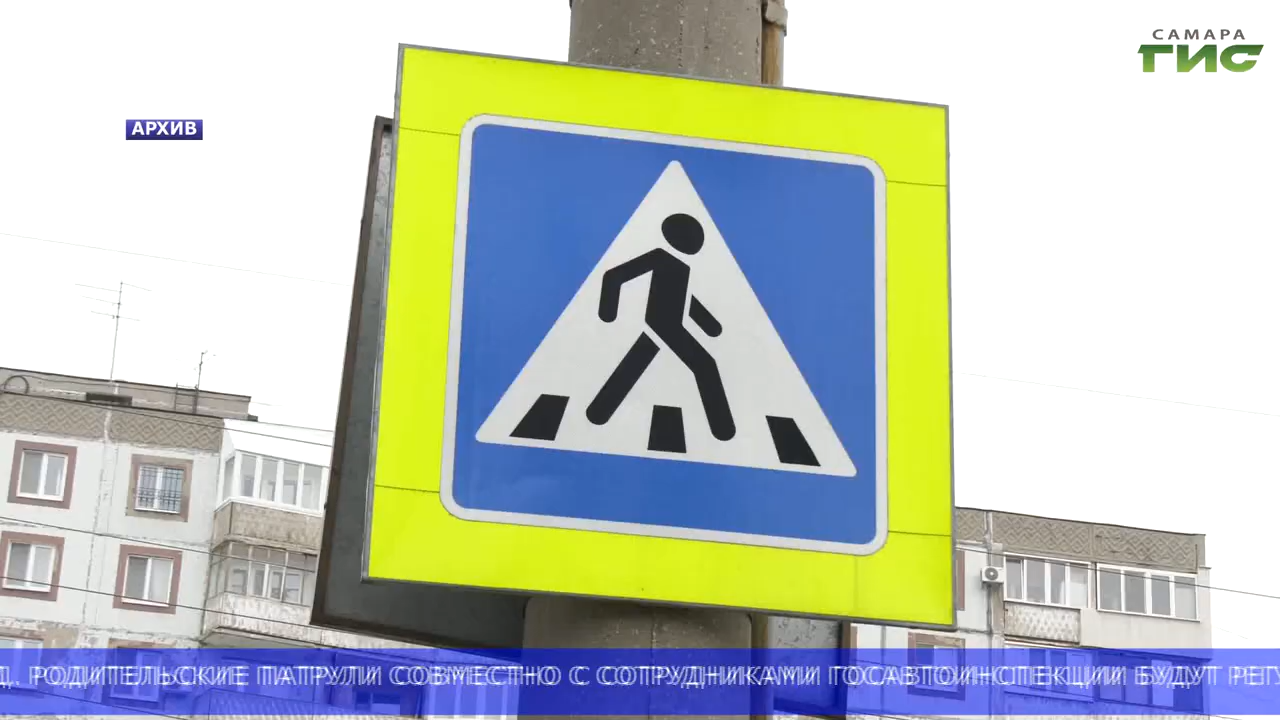 САМАРА
ГИС
АРХИВ
РОДИТЕЛЬСКИЕ ПАТРУЛИ СОВМЕСТНО С СОТРУДНИКАМИ ГОСАВТОИНСПЕКЦИИ БУДУТ